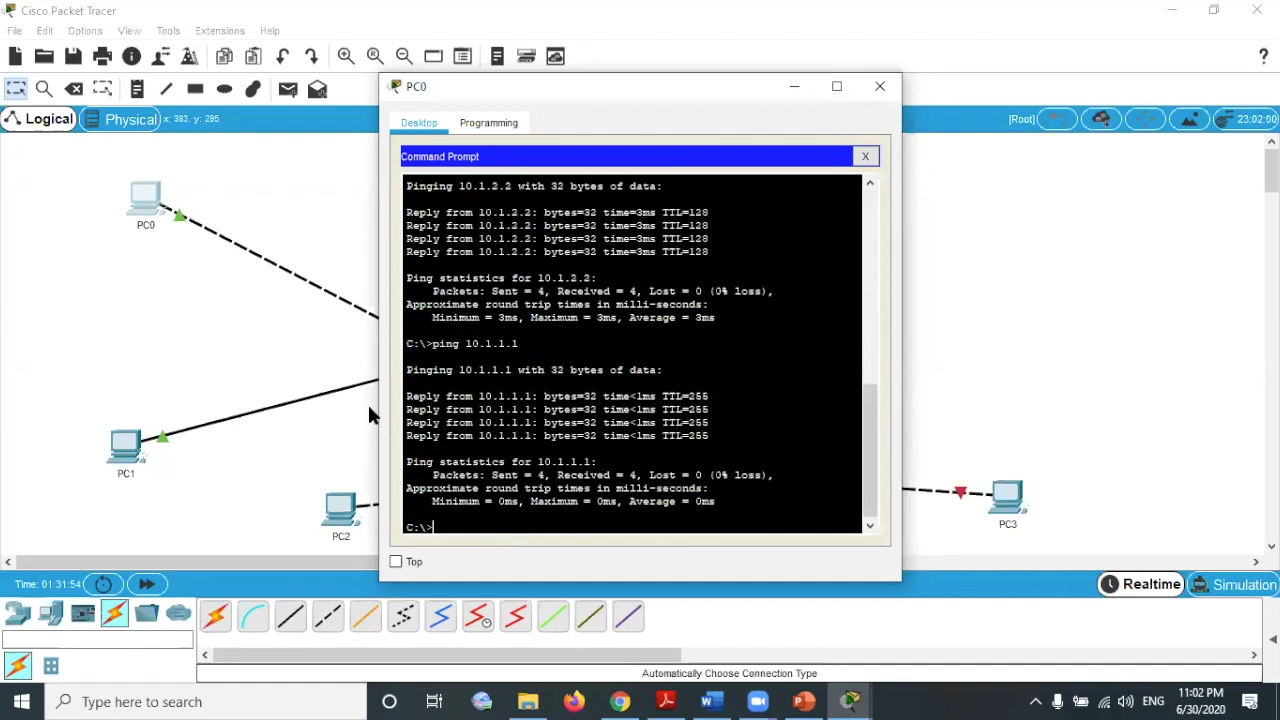 Cisco Packet Tracer
File Edit Options View Tools Extensions Help
PC0
Logical Physical x: 383, y: 295 [Root] 23:02:00
Desktop Programming
Command Prompt X
Pinging 10.1.2.2 with 32 bytes of data:
Reply from 10.1.2.2: bytes=32 time=3ms TTL=128
Reply from 10.1.2.2: bytes=32 time=3ms TTL=128
Reply from 10.1.2.2: bytes=32 time=3ms TTL=128
Reply from 10.1.2.2: bytes=32 time=3ms TTL=128
Ping statistics for 10.1.2.2:
Packets: Sent = 4, Received = 4, Lost = 0 (0% loss),
Approximate round trip times in milli-seconds:
Minimum = 3ms, Maximum = 3ms, Average = 3ms
C:\>ping 10.1.1.1
Pinging 10.1.1.1 with 32 bytes of data:
Reply from 10.1.1.1: bytes=32 time<1ms TTL=255
Reply from 10.1.1.1: bytes=32 time<1ms TTL=255
Reply from 10.1.1.1: bytes=32 time<1ms TTL=255
Reply from 10.1.1.1: bytes=32 time<1ms TTL=255
Ping statistics for 10.1.1.1:
Packets: Sent = 4, Received = 4, Lost = 0 (0% loss),
Approximate round trip times in milli-seconds:
Minimum = 0ms, Maximum = 0ms, Average = 0ms
C:\>
Top
PC0
PC1
PC2
PC3
Time: 01:31:54 Realtime Simulation
Automatically Choose Connection Type
Type here to search
ENG
11:02 PM
6/30/2020